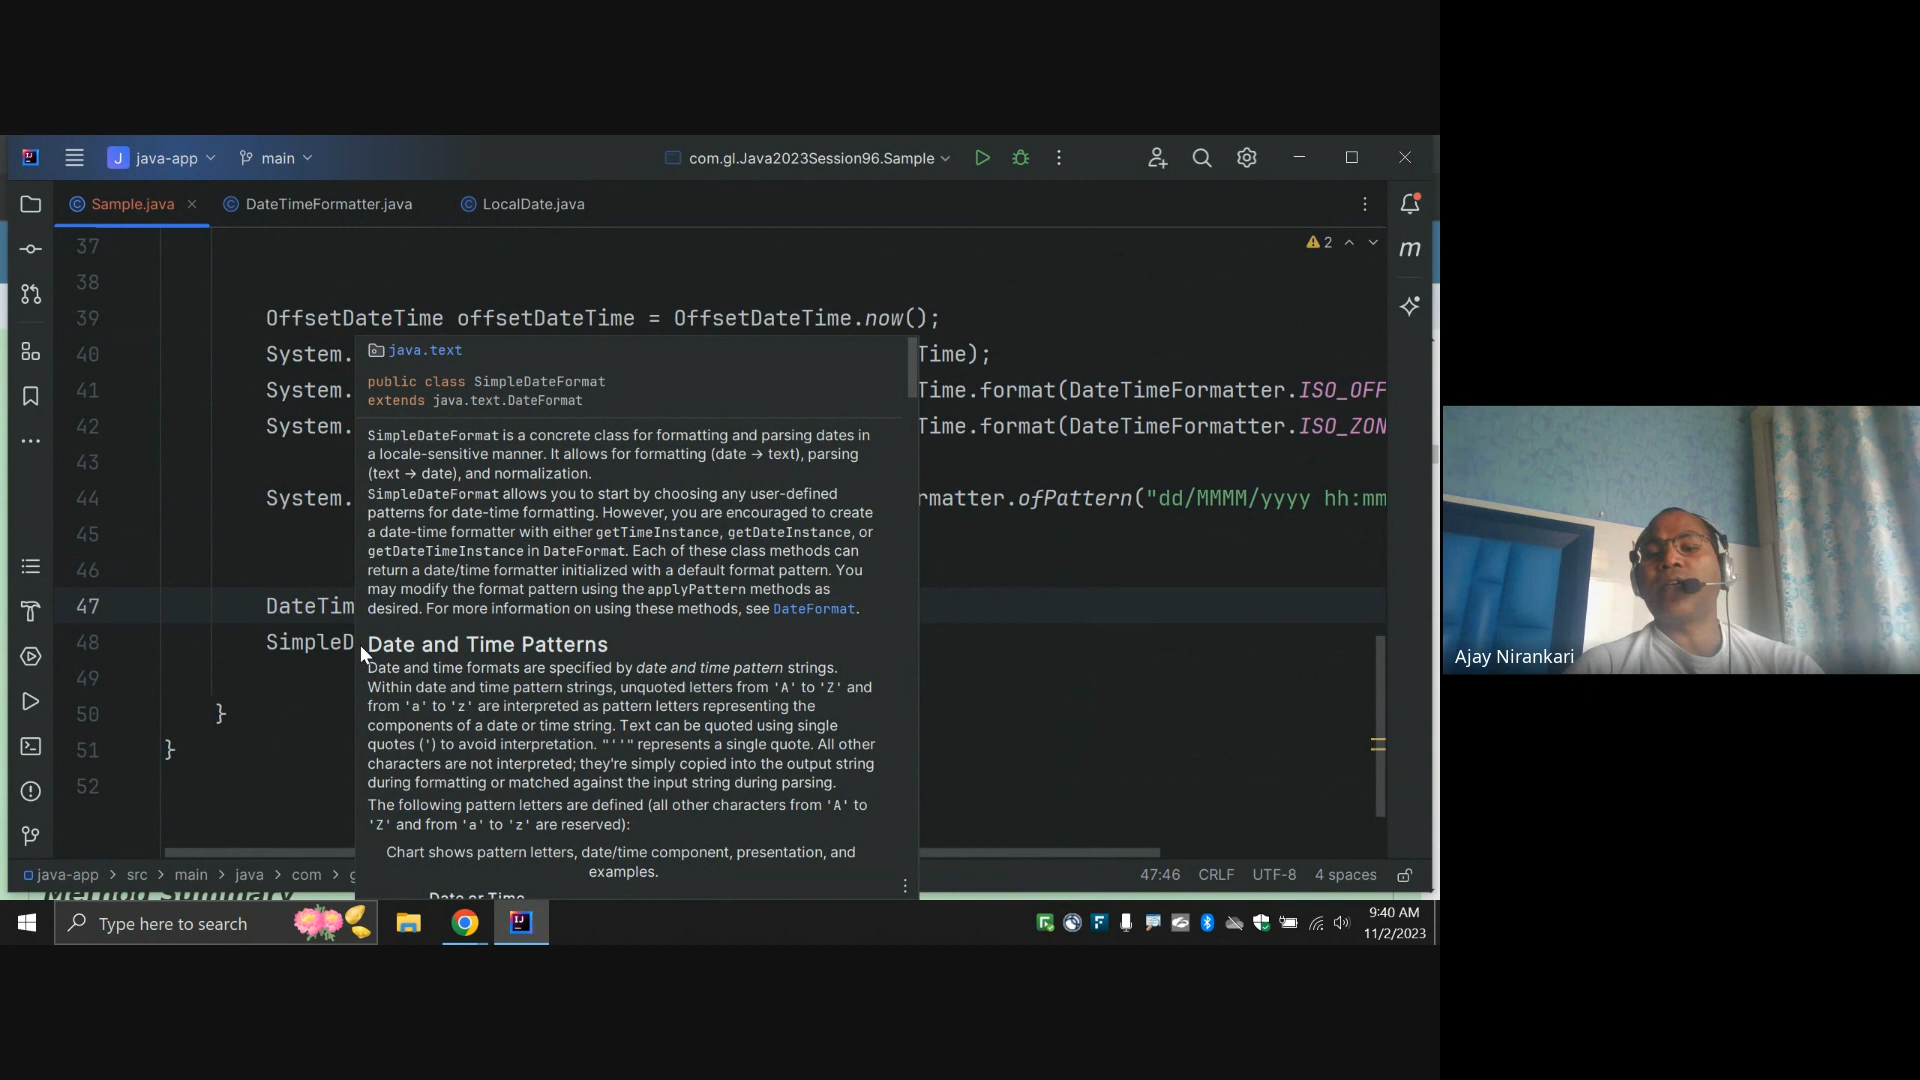 J java-app
main
com.gl.Java2023Session96.Sample
Sample.java
DateTimeFormatter.java
LocalDate.java
2
m
37
38
39 OffsetDateTime offsetDateTime = OffsetDateTime.now();
40 System. Time);
41 System. Time.format(DateTimeFormatter.ISO_OFF
42 System. Time.format(DateTimeFormatter.ISO_ZON
43
44 System. rmatter.ofPattern("dd/MMMM/yyyy hh:mm
45
46
47 DateTim
48 SimpleD
49
50 }
51 }
52
java.text
public class SimpleDateFormat
extends java.text.DateFormat
SimpleDateFormat is a concrete class for formatting and parsing dates in
a locale-sensitive manner. It allows for formatting (date → text), parsing
(text → date), and normalization.
SimpleDateFormat allows you to start by choosing any user-defined
patterns for date-time formatting. However, you are encouraged to create
a date-time formatter with either getTimeInstance, getDateInstance, or
getDateTimeInstance in DateFormat. Each of these class methods can
return a date/time formatter initialized with a default format pattern. You
may modify the format pattern using the applyPattern methods as
desired. For more information on using these methods, see DateFormat.
Date and Time Patterns
Date and time formats are specified by date and time pattern strings.
Within date and time pattern strings, unquoted letters from 'A' to 'Z' and
from 'a' to 'z' are interpreted as pattern letters representing the
components of a date or time string. Text can be quoted using single
quotes (') to avoid interpretation. "''" represents a single quote. All other
characters are not interpreted; they're simply copied into the output string
during formatting or matched against the input string during parsing.
The following pattern letters are defined (all other characters from 'A' to
'Z' and from 'a' to 'z' are reserved):
Chart shows pattern letters, date/time component, presentation, and
examples.
Date or Time
java-app > src > main > java > com > g
47:46 CRLF UTF-8 4 spaces
Method Summary
Type here to search
9:40 AM
11/2/2023
Ajay Nirankari